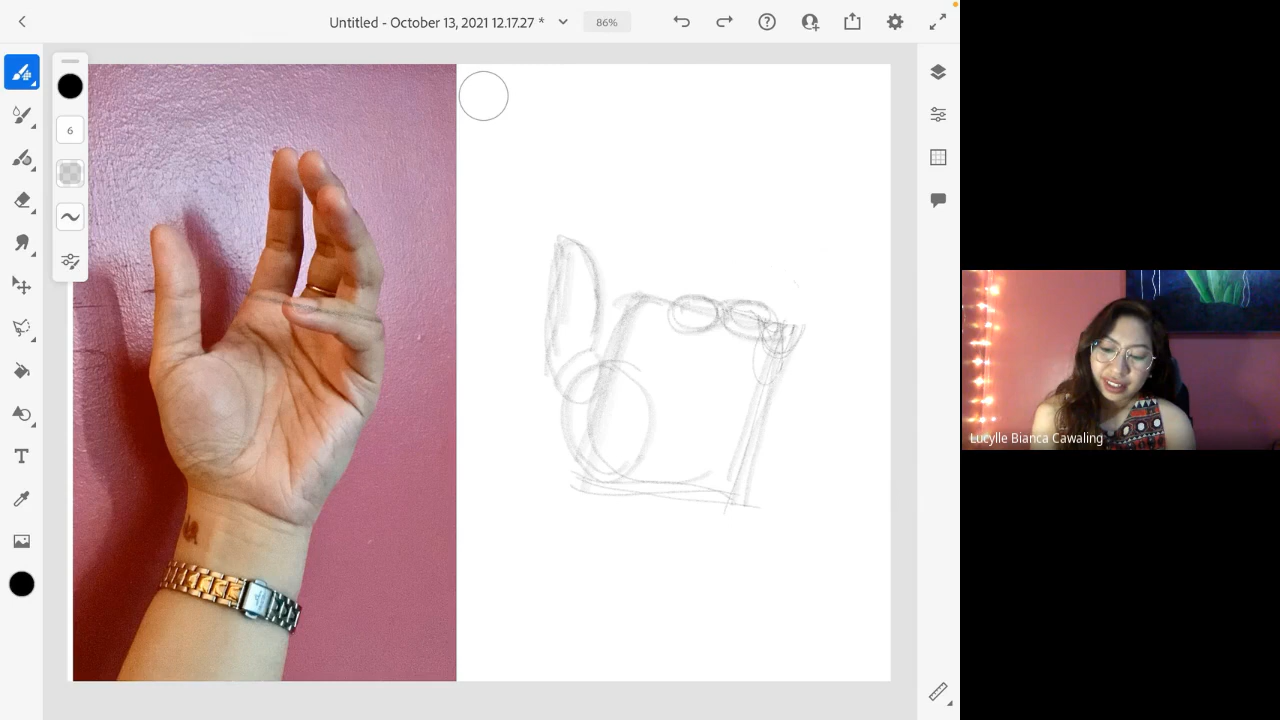 Untitled - October 13, 2021 12.17.27 *
86%
6
T
Lucylle Bianca Cawaling